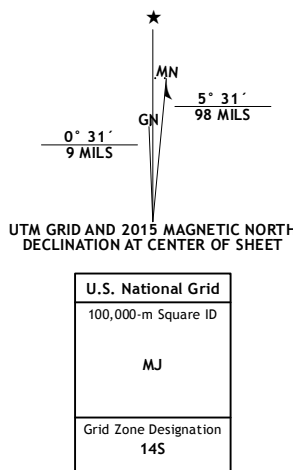 MN
GN
5° 31´
98 MILS
0° 31´
9 MILS
UTM GRID AND 2015 MAGNETIC NORTH
DECLINATION AT CENTER OF SHEET
U.S. National Grid
100,000-m Square ID
MJ
Grid Zone Designation
14S